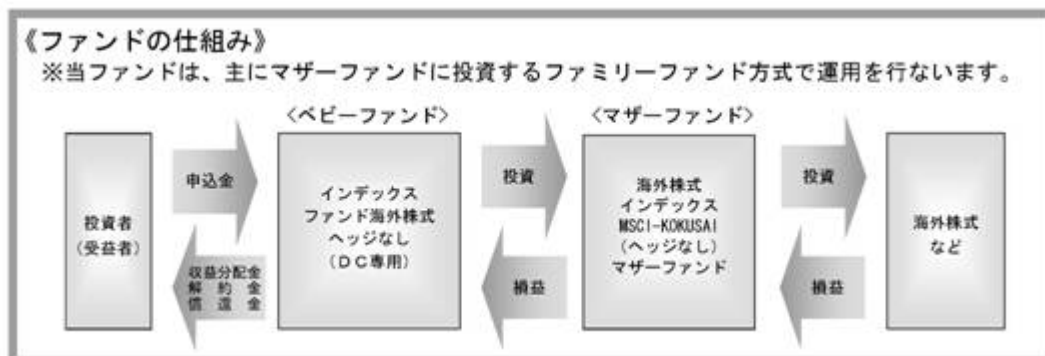 《ファンドの仕組み》
※当ファンドは、主にマザーファンドに投資するファミリーファンド方式で運用を行ないます。
〈ベビーファンド〉
〈マザーファンド〉
投資者
(受益者)
申込金
収益分配金
解約金
償還金
インデックス
ファンド海外株式
ヘッジなし
(DC専用)
投資
損益
海外株式
インデックス
MSCI-KOKUSAI
(ヘッジなし)
マザーファンド
投資
損益
海外株式
など